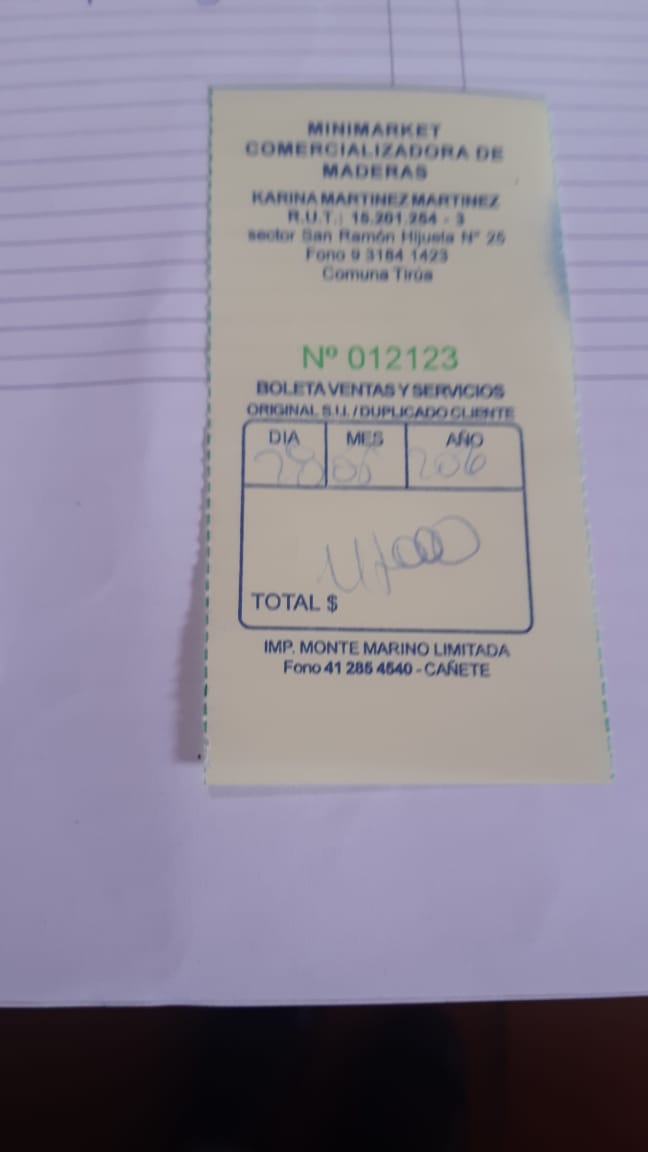 MINIMARKET
COMERCIALIZADORA DE
MADERAS
KARINA MARTINEZ MARTINEZ
R.U.T.: 15.201.254 - 3
sector San Ramón Hijuela N° 25
Fono 9 3184 1423
Comuna Tirúa
Nº 012123
BOLETA VENTAS Y SERVICIOS
ORIGINAL S.I.I. / DUPLICADO CLIENTE
DIA MES AÑO
TOTAL $
IMP. MONTE MARINO LIMITADA
Fono 41 285 4540 - CAÑETE